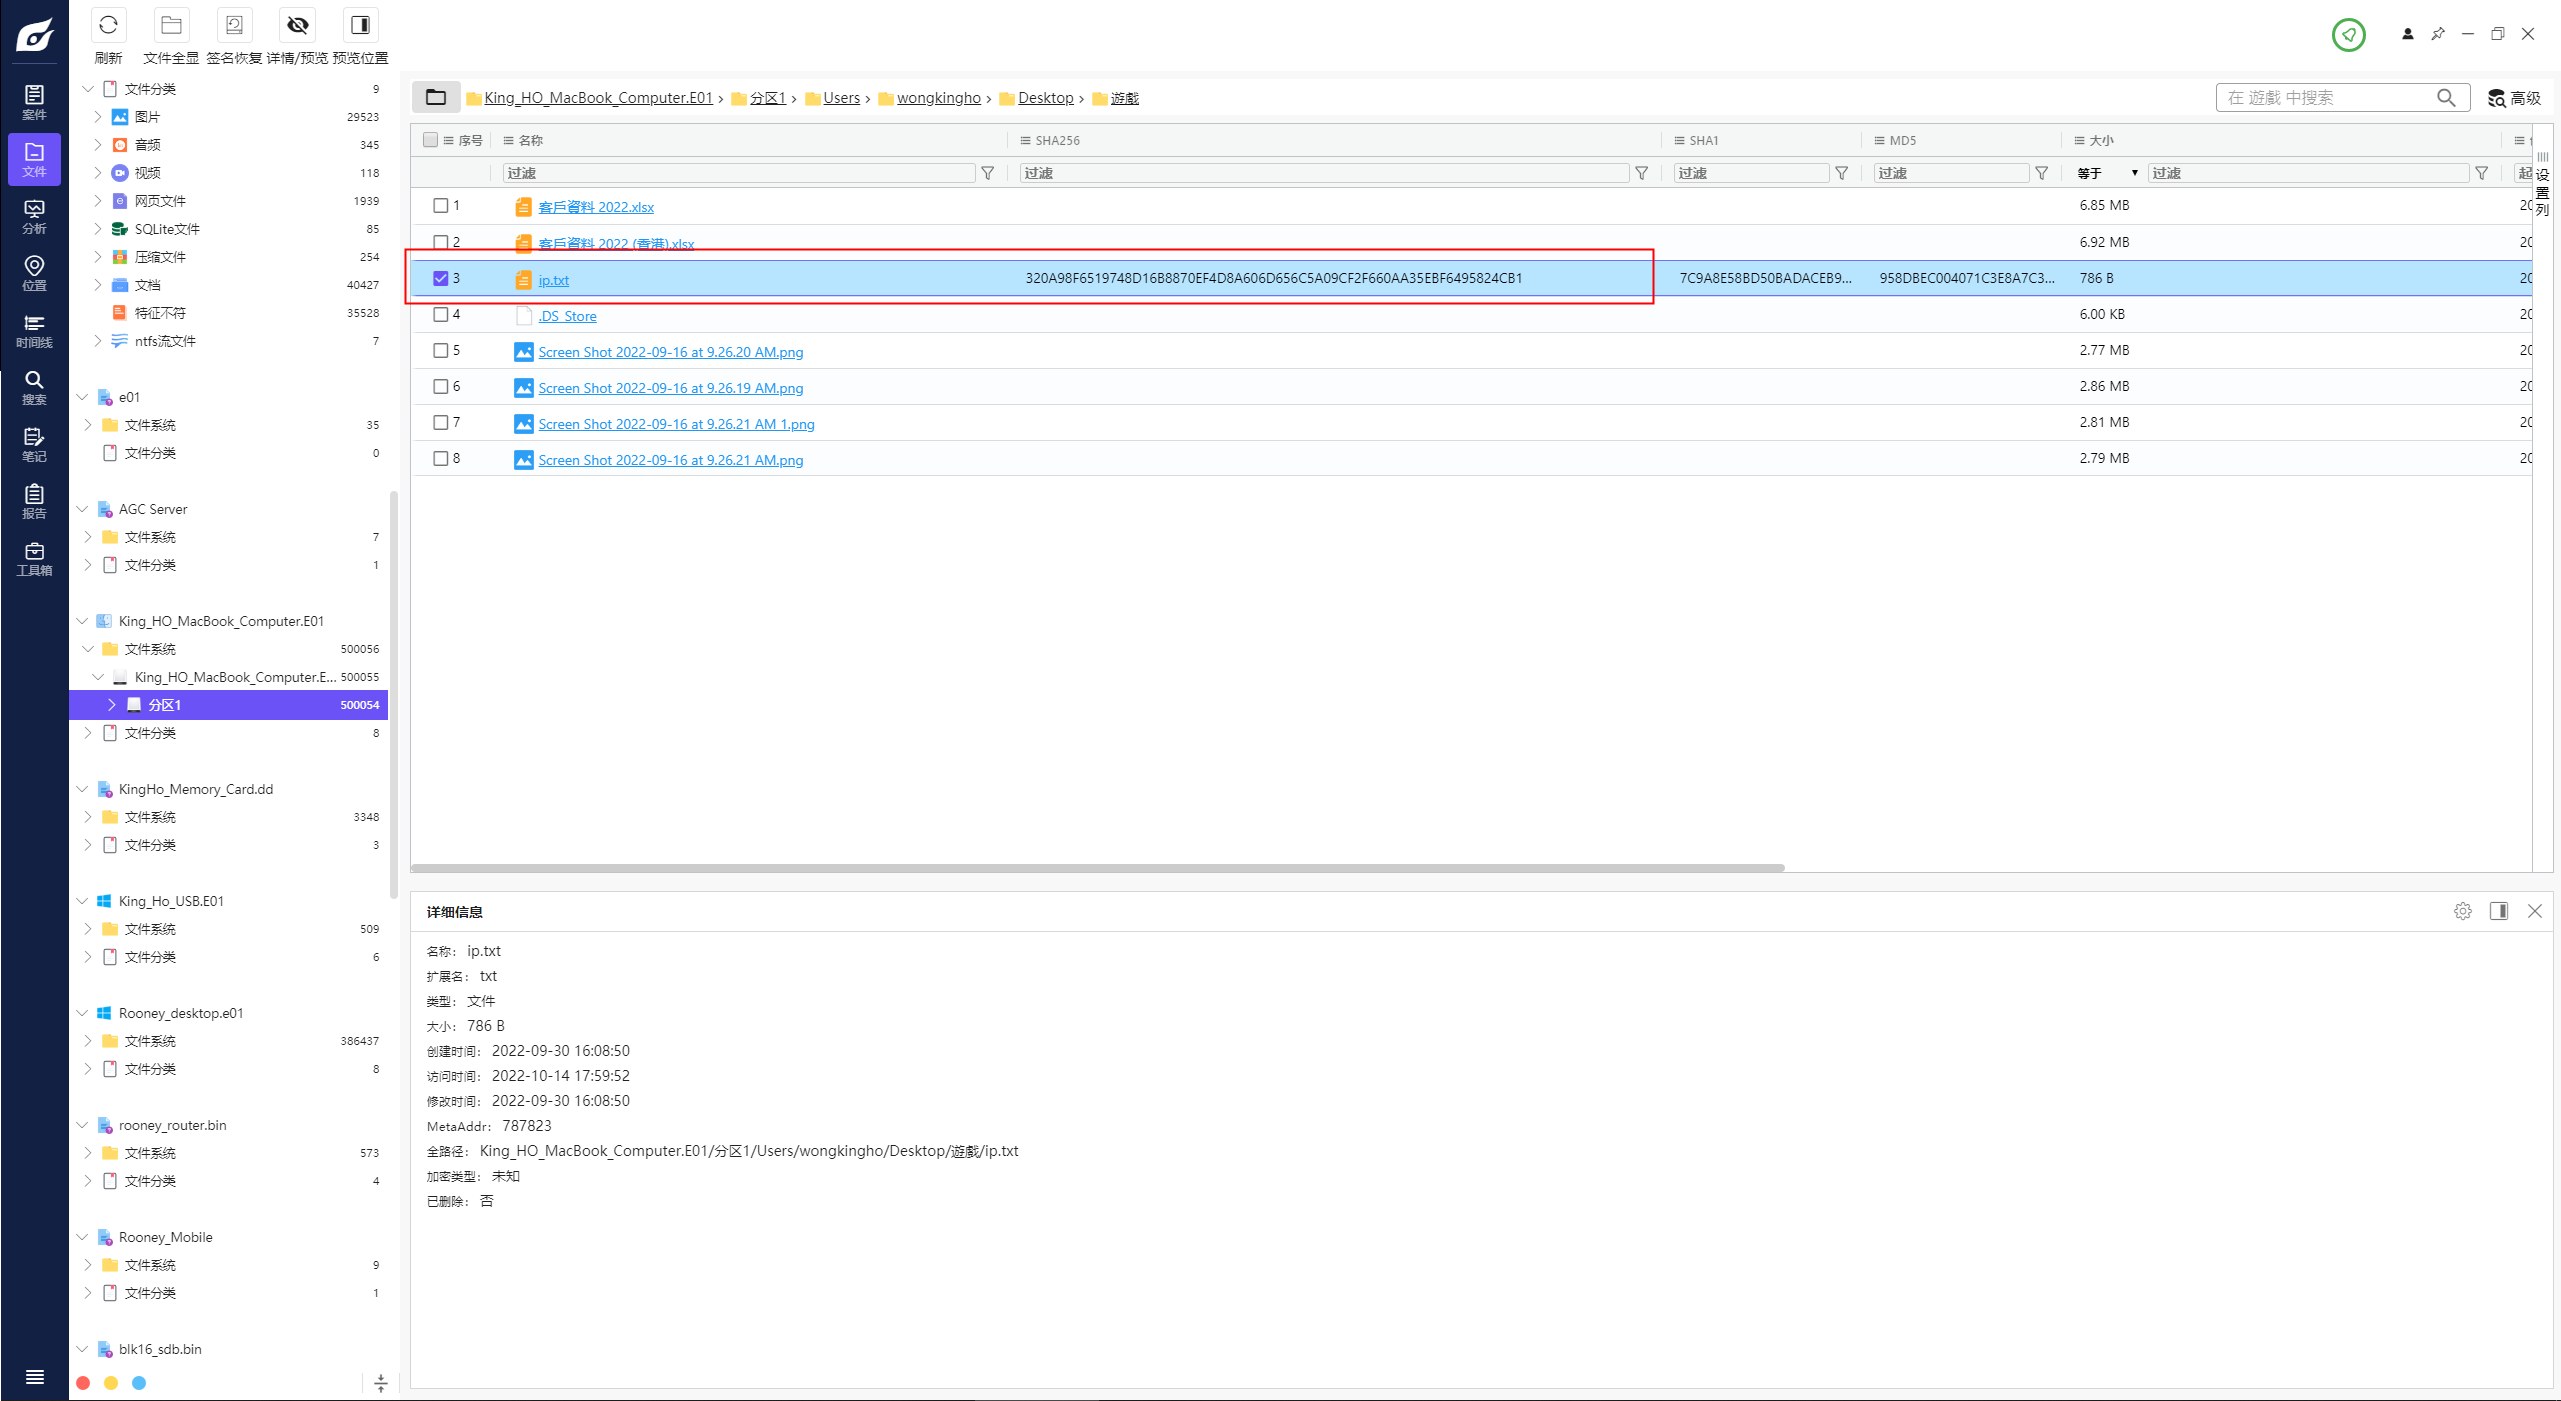 刷新 文件全显 签名恢复 详情/预览 预览位置
案件
文件
分析
位置
时间线
搜索
笔记
报告
工具箱
文件分类 9
图片 29523
音频 345
视频 118
网页文件 1939
SQLite文件 85
压缩文件 254
文档 40427
特征不符 35528
ntfs流文件 7
e01
文件系统 35
文件分类 0
AGC Server
文件系统 7
文件分类 1
King_HO_MacBook_Computer.E01
文件系统 500056
King_HO_MacBook_Computer.E... 500055
分区1 500054
文件分类 8
KingHo_Memory_Card.dd
文件系统 3348
文件分类 3
King_Ho_USB.E01
文件系统 509
文件分类 6
Rooney_desktop.e01
文件系统 386437
文件分类 8
rooney_router.bin
文件系统 573
文件分类 4
Rooney_Mobile
文件系统 9
文件分类 1
blk16_sdb.bin
King_HO_MacBook_Computer.E01 › 分区1 › Users › wongkingho › Desktop › 遊戲
在 遊戲 中搜索 高级
序号 名称 SHA256 SHA1 MD5 大小
过滤 过滤 过滤 过滤 等于 过滤 起
设置列
1 客戶資料 2022.xlsx 6.85 MB 20
2 客戶資料 2022 (香港).xlsx 6.92 MB 20
3 ip.txt 320A98F6519748D16B8870EF4D8A606D656C5A09CF2F660AA35EBF6495824CB1 7C9A8E58BD50BADACEB9... 958DBEC004071C3E8A7C3... 786 B 20
4 .DS_Store 6.00 KB 20
5 Screen Shot 2022-09-16 at 9.26.20 AM.png 2.77 MB 20
6 Screen Shot 2022-09-16 at 9.26.19 AM.png 2.86 MB 20
7 Screen Shot 2022-09-16 at 9.26.21 AM 1.png 2.81 MB 20
8 Screen Shot 2022-09-16 at 9.26.21 AM.png 2.79 MB 20
详细信息
名称: ip.txt
扩展名: txt
类型: 文件
大小: 786 B
创建时间: 2022-09-30 16:08:50
访问时间: 2022-10-14 17:59:52
修改时间: 2022-09-30 16:08:50
MetaAddr: 787823
全路径: King_HO_MacBook_Computer.E01/分区1/Users/wongkingho/Desktop/遊戲/ip.txt
加密类型: 未知
已删除: 否